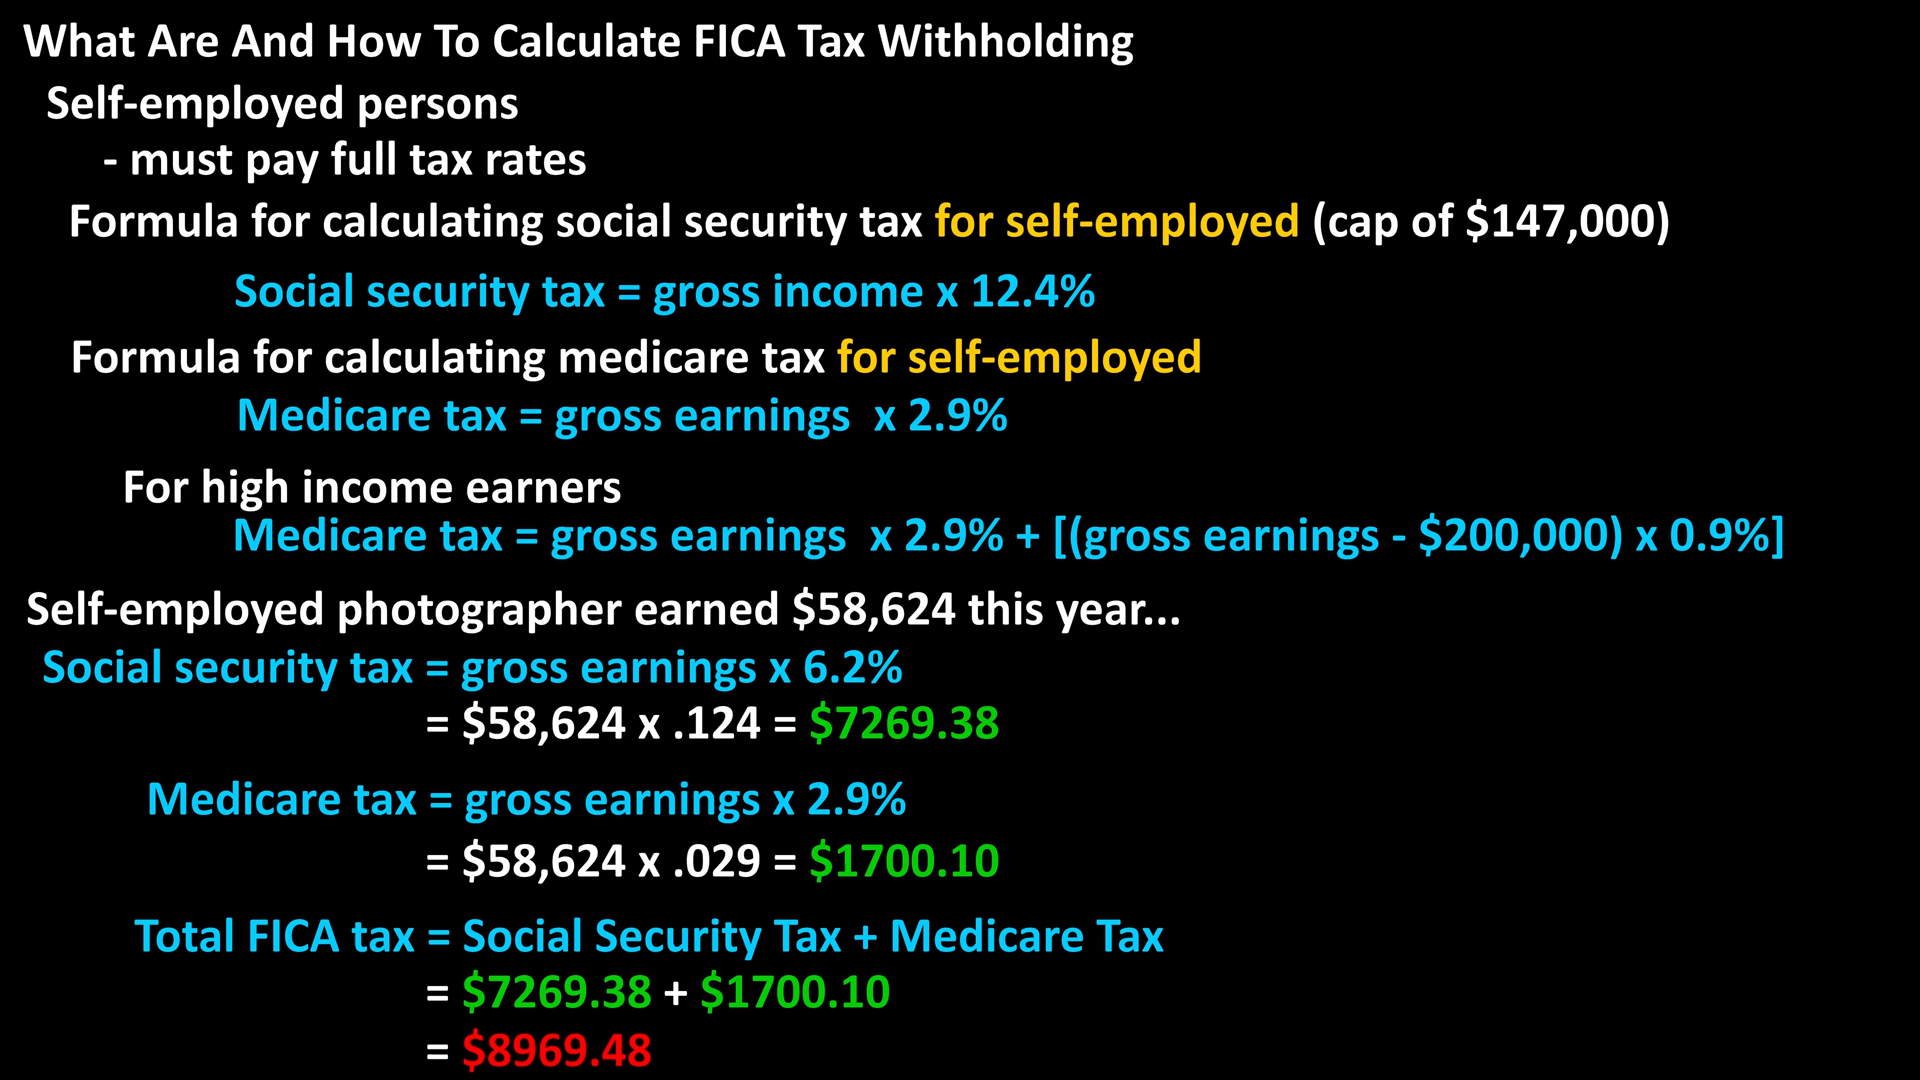 What Are And How To Calculate FICA Tax Withholding
Self-employed persons
- must pay full tax rates
Formula for calculating social security tax for self-employed (cap of $147,000)
Social security tax = gross income x 12.4%
Formula for calculating medicare tax for self-employed
Medicare tax = gross earnings x 2.9%
For high income earners
Medicare tax = gross earnings x 2.9% + [(gross earnings - $200,000) x 0.9%]
Self-employed photographer earned $58,624 this year...
Social security tax = gross earnings x 6.2%
= $58,624 x .124 = $7269.38
Medicare tax = gross earnings x 2.9%
= $58,624 x .029 = $1700.10
Total FICA tax = Social Security Tax + Medicare Tax
= $7269.38 + $1700.10
= $8969.48